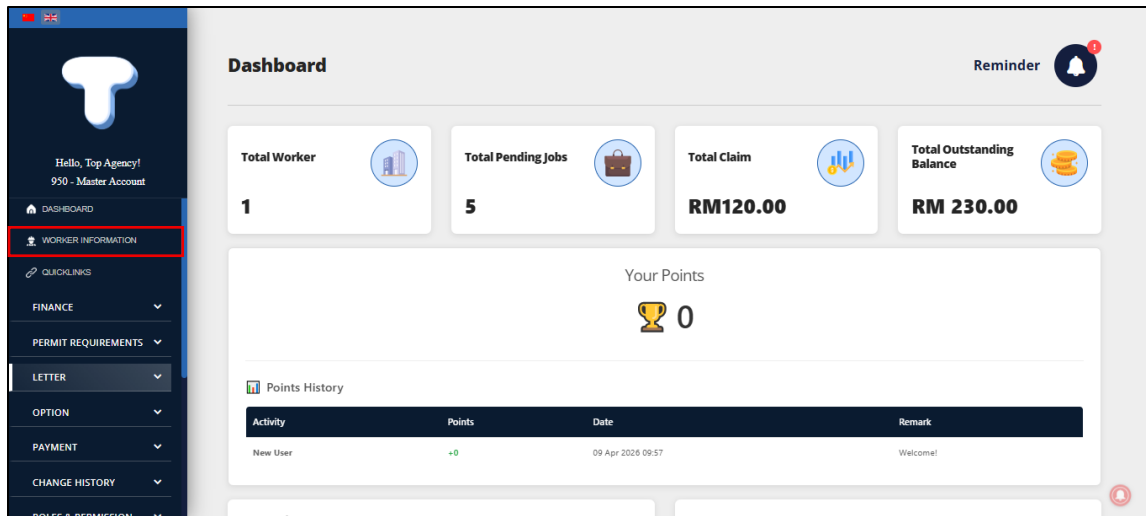 Hello, Top Agency!
950 - Master Account
DASHBOARD
WORKER INFORMATION
QUICKLINKS
FINANCE
PERMIT REQUIREMENTS
LETTER
OPTION
PAYMENT
CHANGE HISTORY
ROLES & PERMISSION
Dashboard
Reminder
!
Total Worker
1
Total Pending Jobs
5
Total Claim
RM120.00
Total Outstanding
Balance
RM 230.00
Your Points
0
Points History
Activity Points Date Remark
New User +0 09 Apr 2026 09:57 Welcome!